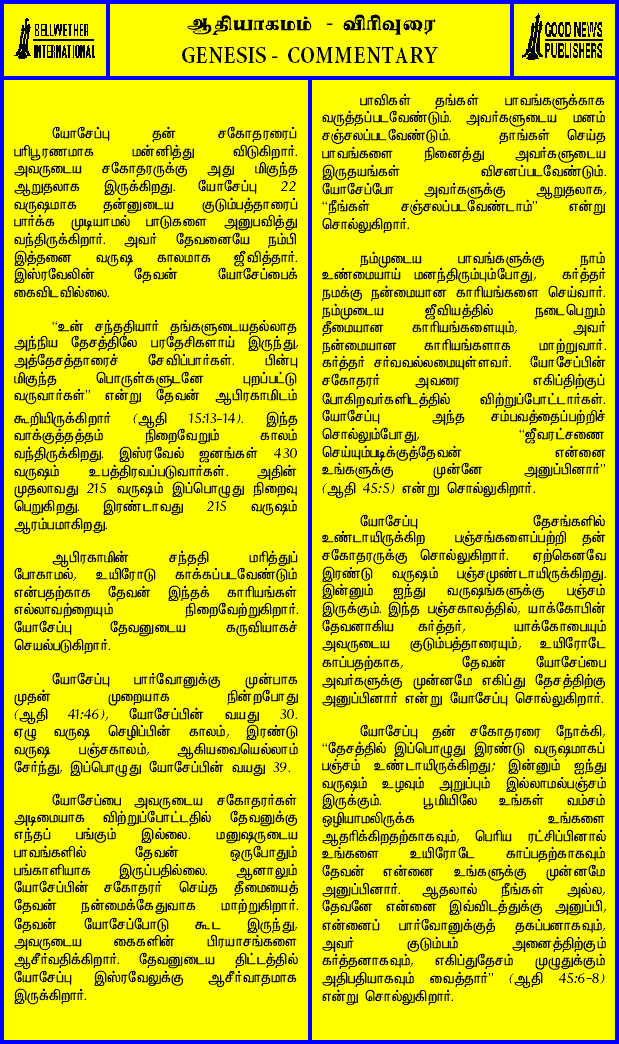 BELLWETHER
INTERNATIONAL
ஆதியாகமம் - விரிவுரை
GENESIS - COMMENTARY
GOOD NEWS
PUBLISHERS
யோசேப்பு தன் சகோதரரைப்
பரிபூரணமாக மன்னித்து விடுகிறார்.
அவருடைய சகோதரருக்கு அது மிகுந்த
ஆறுதலாக இருக்கிறது. யோசேப்பு 22
வருஷமாக தன்னுடைய குடும்பத்தாரைப்
பார்க்க முடியாமல் பாடுகளை அனுபவித்து
வந்திருக்கிறார். அவர் தேவனையே நம்பி
இத்தனை வருஷ காலமாக ஜீவித்தார்.
இஸ்ரவேலின் தேவன் யோசேப்பைக்
கைவிடவில்லை.
“உன் சந்ததியார் தங்களுடையதல்லாத
அந்நிய தேசத்திலே பரதேசிகளாய் இருந்து,
அத்தேசத்தாரைச் சேவிப்பார்கள். பின்பு
மிகுந்த பொருள்களுடனே புறப்பட்டு
வருவார்கள்” என்று தேவன் ஆபிரகாமிடம்
கூறியிருக்கிறார் (ஆதி 15:13-14). இந்த
வாக்குத்தத்தம் நிறைவேறும் காலம்
வந்திருக்கிறது. இஸ்ரவேல் ஜனங்கள் 430
வருஷம் உபத்திரவப்படுவார்கள். அதின்
முதலாவது 215 வருஷம் இப்பொழுது நிறைவு
பெறுகிறது. இரண்டாவது 215 வருஷம்
ஆரம்பமாகிறது.
ஆபிரகாமின் சந்ததி மரித்துப்
போகாமல், உயிரோடு காக்கப்படவேண்டும்
என்பதற்காக தேவன் இந்தக் காரியங்கள்
எல்லாவற்றையும் நிறைவேற்றுகிறார்.
யோசேப்பு தேவனுடைய கருவியாகச்
செயல்படுகிறார்.
யோசேப்பு பார்வோனுக்கு முன்பாக
முதன் முறையாக நின்றபோது
(ஆதி 41:46), யோசேப்பின் வயது 30.
ஏழு வருஷ செழிப்பின் காலம், இரண்டு
வருஷ பஞ்சகாலம், ஆகியவையெல்லாம்
சேர்ந்து, இப்பொழுது யோசேப்பின் வயது 39.
யோசேப்பை அவருடைய சகோதரர்கள்
அடிமையாக விற்றுப்போட்டதில் தேவனுக்கு
எந்தப் பங்கும் இல்லை. மனுஷருடைய
பாவங்களில் தேவன் ஒருபோதும்
பங்காளியாக இருப்பதில்லை. ஆனாலும்
யோசேப்பின் சகோதரர் செய்த தீமையைத்
தேவன் நன்மைக்கேதுவாக மாற்றுகிறார்.
தேவன் யோசேப்போடு கூட இருந்து,
அவருடைய கைகளின் பிரயாசங்களை
ஆசீர்வதிக்கிறார். தேவனுடைய திட்டத்தில்
யோசேப்பு இஸ்ரவேலுக்கு ஆசீர்வாதமாக
இருக்கிறார்.
பாவிகள் தங்கள் பாவங்களுக்காக
வருத்தப்படவேண்டும். அவர்களுடைய மனம்
சஞ்சலப்படவேண்டும். தாங்கள் செய்த
பாவங்களை நினைத்து அவர்களுடைய
இருதயங்கள் விசனப்படவேண்டும்.
யோசேப்போ அவர்களுக்கு ஆறுதலாக,
“நீங்கள் சஞ்சலப்படவேண்டாம்” என்று
சொல்லுகிறார்.
நம்முடைய பாவங்களுக்கு நாம்
உண்மையாய் மனந்திரும்பும்போது, கர்த்தர்
நமக்கு நன்மையான காரியங்களை செய்வார்.
நம்முடைய ஜீவியத்தில் நடைபெறும்
தீமையான காரியங்களையும், அவர்
நன்மையான காரியங்களாக மாற்றுவார்.
கர்த்தர் சர்வவல்லமையுள்ளவர். யோசேப்பின்
சகோதரர் அவரை எகிப்திற்குப்
போகிறவர்களிடத்தில் விற்றுப்போட்டார்கள்.
யோசேப்பு அந்த சம்பவத்தைப்பற்றிச்
சொல்லும்போது, “ஜீவரட்சணை
செய்யும்படிக்குத்தேவன் என்னை
உங்களுக்கு முன்னே அனுப்பினார்”
(ஆதி 45:5) என்று சொல்லுகிறார்.
யோசேப்பு தேசங்களில்
உண்டாயிருக்கிற பஞ்சங்களைப்பற்றி தன்
சகோதரருக்கு சொல்லுகிறார். ஏற்கெனவே
இரண்டு வருஷம் பஞ்சமுண்டாயிருக்கிறது.
இன்னும் ஐந்து வருஷங்களுக்கு பஞ்சம்
இருக்கும். இந்த பஞ்சகாலத்தில், யாக்கோபின்
தேவனாகிய கர்த்தர், யாக்கோபையும்
அவருடைய குடும்பத்தாரையும், உயிரோடே
காப்பதற்காக, தேவன் யோசேப்பை
அவர்களுக்கு முன்னமே எகிப்து தேசத்திற்கு
அனுப்பினார் என்று யோசேப்பு சொல்லுகிறார்.
யோசேப்பு தன் சகோதரரை நோக்கி,
“தேசத்தில் இப்பொழுது இரண்டு வருஷமாகப்
பஞ்சம் உண்டாயிருக்கிறது; இன்னும் ஐந்து
வருஷம் உழவும் அறுப்பும் இல்லாமல்பஞ்சம்
இருக்கும். பூமியிலே உங்கள் வம்சம்
ஒழியாமலிருக்க உங்களை
ஆதரிக்கிறதற்காகவும், பெரிய ரட்சிப்பினால்
உங்களை உயிரோடே காப்பதற்காகவும்
தேவன் என்னை உங்களுக்கு முன்னமே
அனுப்பினார். ஆதலால் நீங்கள் அல்ல,
தேவனே என்னை இவ்விடத்துக்கு அனுப்பி,
என்னைப் பார்வோனுக்குத் தகப்பனாகவும்,
அவர் குடும்பம் அனைத்திற்கும்
கர்த்தனாகவும், எகிப்துதேசம் முழுதுக்கும்
அதிபதியாகவும் வைத்தார்” (ஆதி 45:6-8)
என்று சொல்லுகிறார்.